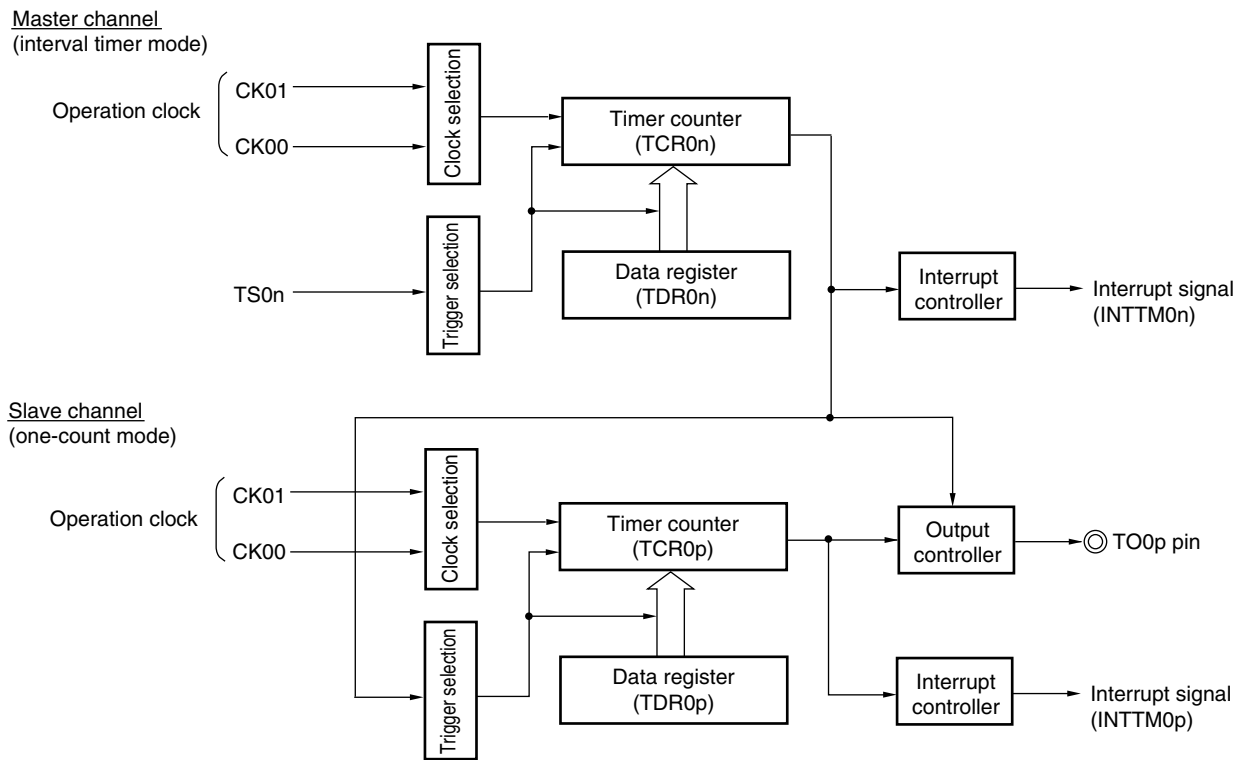 Master channel
(interval timer mode)
Operation clock
CK01
CK00
Clock selection
Timer counter
(TCR0n)
TS0n
Trigger selection
Data register
(TDR0n)
Interrupt
controller
Interrupt signal
(INTTM0n)
Slave channel
(one-count mode)
Operation clock
CK01
CK00
Clock selection
Timer counter
(TCR0p)
Output
controller
TO0p pin
Trigger selection
Data register
(TDR0p)
Interrupt
controller
Interrupt signal
(INTTM0p)